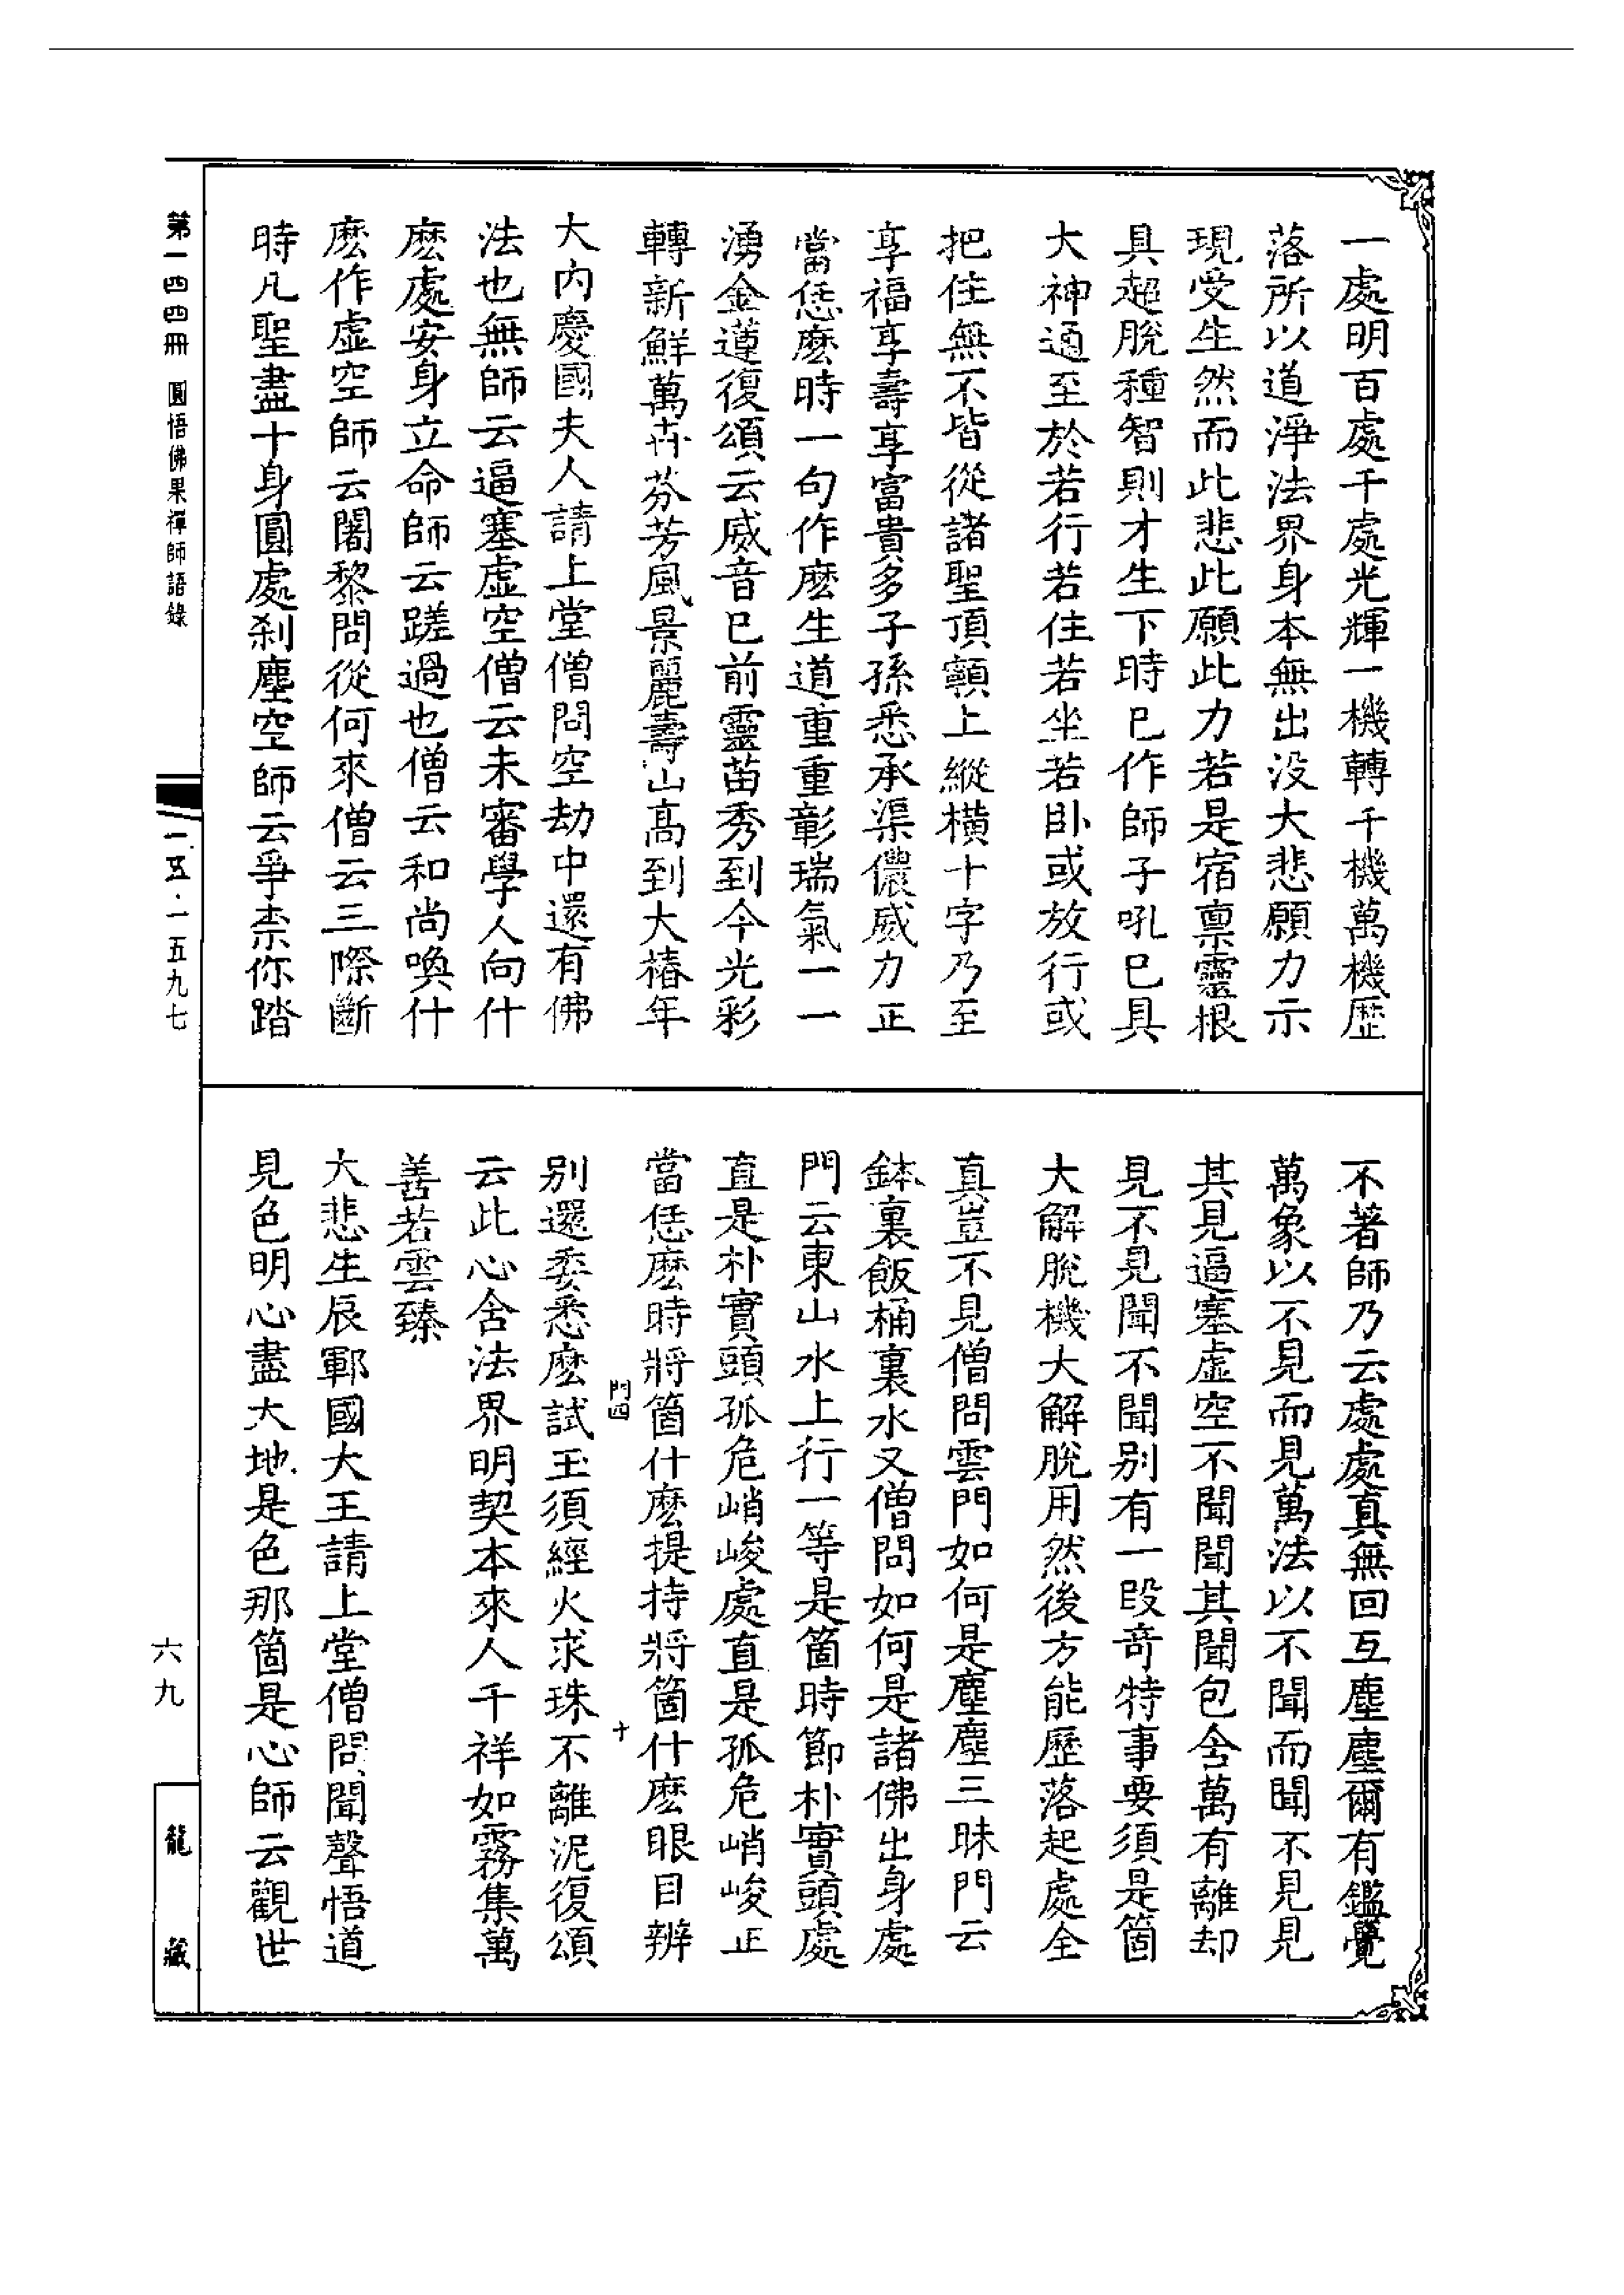 一處明百處千處光輝一機轉千機萬機歷
落所以道淨法界身本無出没大悲願力示
現受生然而此悲此願此力若是宿禀靈根
具超脫種智則才生下時巳作師子吼巳具
大神通至於若行若住若坐若卧或放行或
把住無不皆從諸聖頂𩕳上縱橫十字乃至
享福享壽享富貴多子孫悉承渠儂威力正
當恁麽時一句作麽生道重重彰瑞氣一一
湧金蓮復頌云威音巳前靈苗秀到今光彩
轉新鮮萬卉芬芳風景麗壽山高到大椿年
大內慶國夫人請上堂僧問空劫中還有佛
法也無師云逼塞虛空僧云未審學人向什
麽處安身立命師云蹉過也僧云和尚喚什
麽作虛空師云闍黎問從何來僧云三際斷
時凡聖盡十身圓處刹塵空師云爭柰你踏
不著師乃云處處真無回互塵塵爾有鑑覺
萬象以不見而見萬法以不聞而聞不見見
其見逼塞虛空不聞聞其聞包含萬有離却
見不見聞不聞别有一段竒特事要須是箇
大解脫機大解脫用然後方能歷落起處全
真豈不見僧問雲門如何是塵塵三昧門云
鉢裏飯桶裏水又僧問如何是諸佛出身處
門云東山水上行一等是箇時節朴實頭處
直是朴實頭孤危峭峻處直是孤危峭峻正
當恁麽時將箇什麽提持將箇什麽眼目辨
門四 十
别還委悉麽試玉須經火求珠不離泥復頌
云此心含法界明契本來人千祥如霧集萬
善若雲臻
大悲生辰鄆國大王請上堂僧問聞聲悟道
見色明心盡大地是色那箇是心師云觀世
第一四四冊 圓悟佛果禪師語錄
一五·一五九七
六九
龍藏